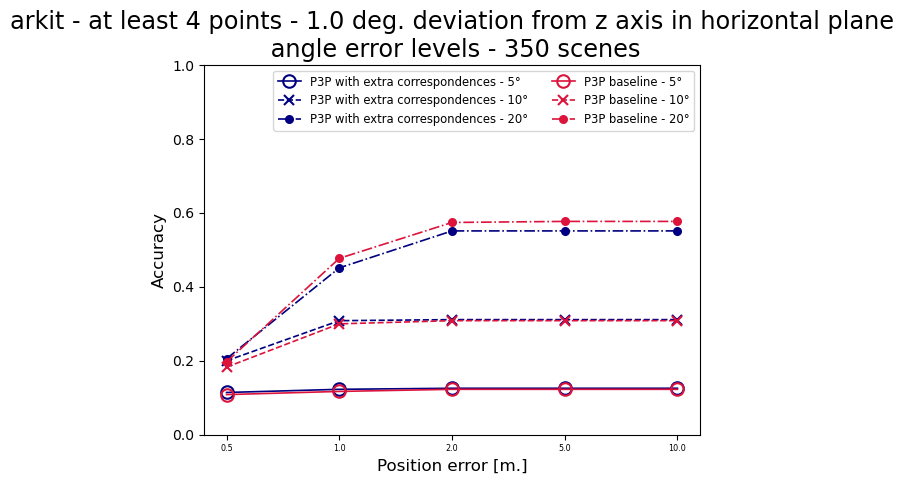 arkit - at least 4 points - 1.0 deg. deviation from z axis in horizontal plane
angle error levels - 350 scenes
P3P with extra correspondences - 5°
P3P with extra correspondences - 10°
P3P with extra correspondences - 20°
P3P baseline - 5°
P3P baseline - 10°
P3P baseline - 20°
Accuracy
1.0
0.8
0.6
0.4
0.2
0.0
0.5 1.0 2.0 5.0 10.0
Position error [m.]